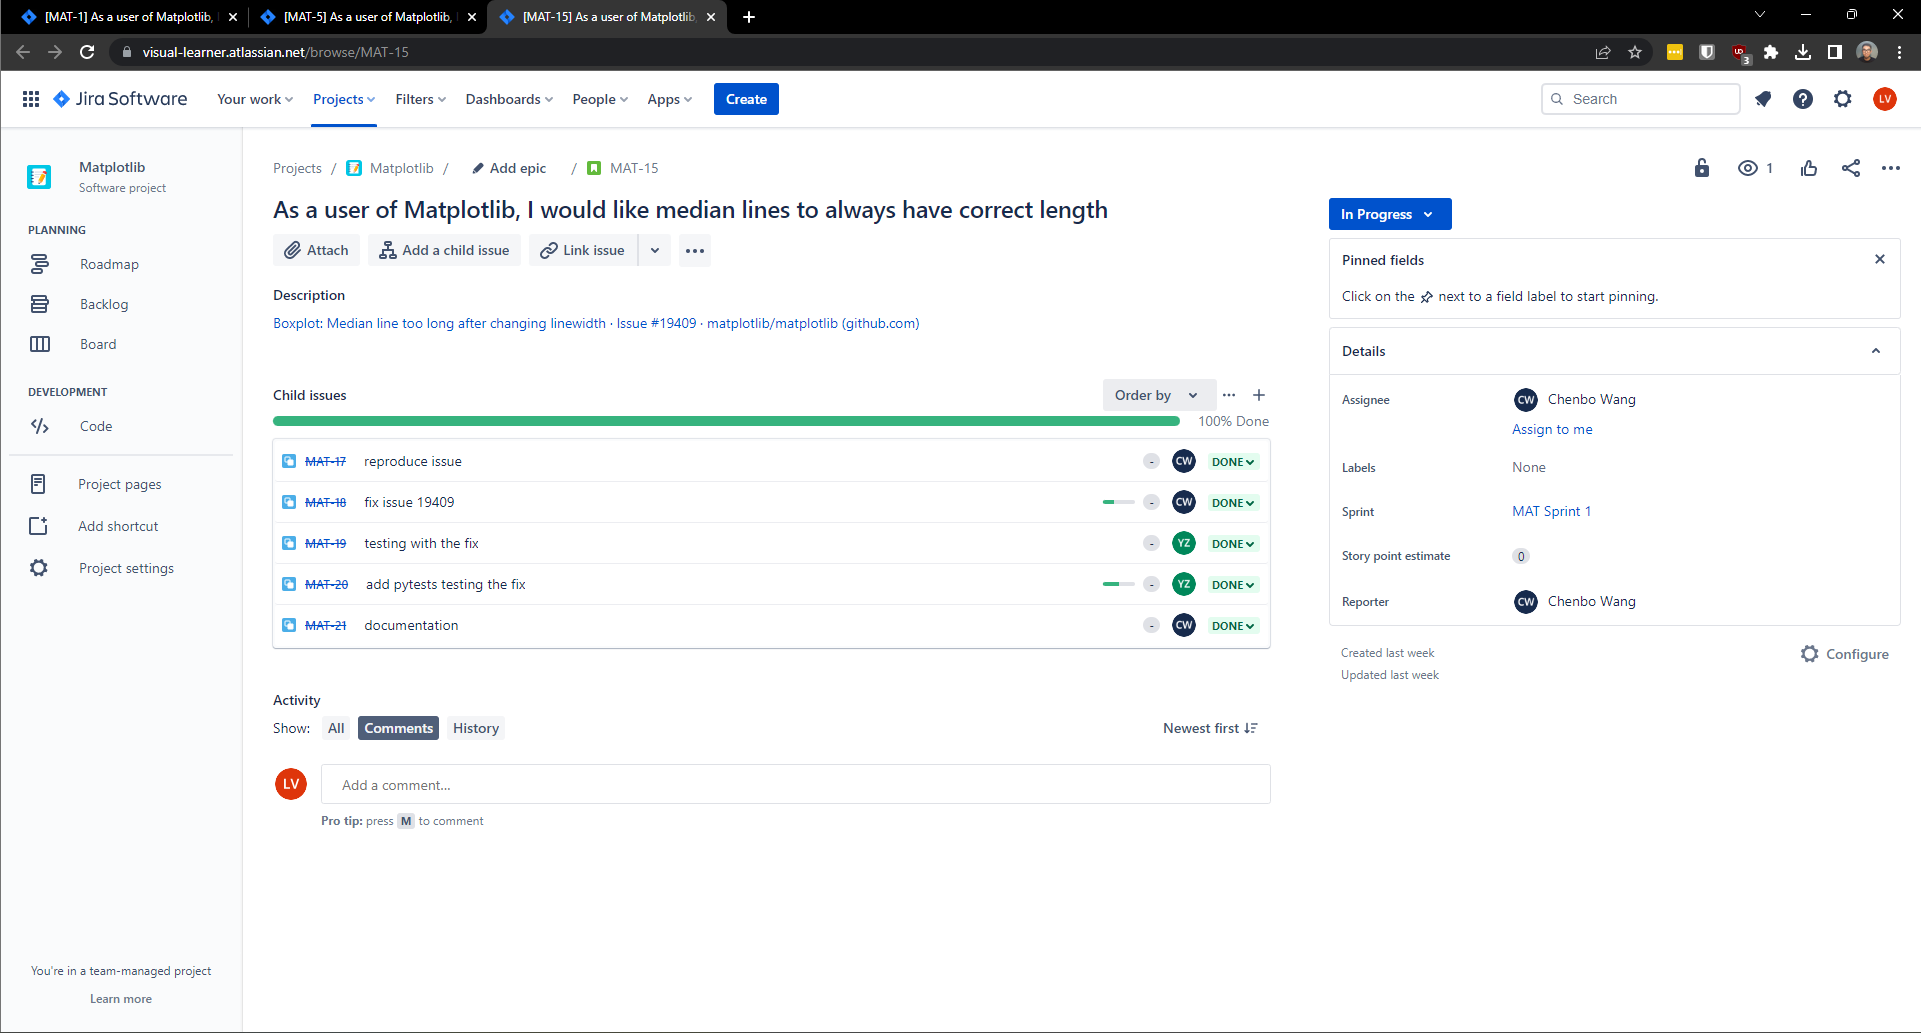 [MAT-1] As a user of Matplotlib,
[MAT-5] As a user of Matplotlib,
[MAT-15] As a user of Matplotlib,
visual-learner.atlassian.net/browse/MAT-15
3
Jira Software
Your work
Projects
Filters
Dashboards
People
Apps
Create
Search
LV
Matplotlib
Software project
PLANNING
Roadmap
Backlog
Board
DEVELOPMENT
Code
Project pages
Add shortcut
Project settings
You're in a team-managed project
Learn more
Projects / Matplotlib / Add epic / MAT-15
1
As a user of Matplotlib, I would like median lines to always have correct length
Attach
Add a child issue
Link issue
Description
Boxplot: Median line too long after changing linewidth · Issue #19409 · matplotlib/matplotlib (github.com)
Child issues
Order by
100% Done
MAT-17 reproduce issue - CW DONE
MAT-18 fix issue 19409 - CW DONE
MAT-19 testing with the fix - YZ DONE
MAT-20 add pytests testing the fix - YZ DONE
MAT-21 documentation - CW DONE
Activity
Show: All Comments History
Newest first
LV
Add a comment...
Pro tip: press M to comment
In Progress
Pinned fields
Click on the next to a field label to start pinning.
Details
Assignee
CW Chenbo Wang
Assign to me
Labels
None
Sprint
MAT Sprint 1
Story point estimate
0
Reporter
CW Chenbo Wang
Created last week
Updated last week
Configure